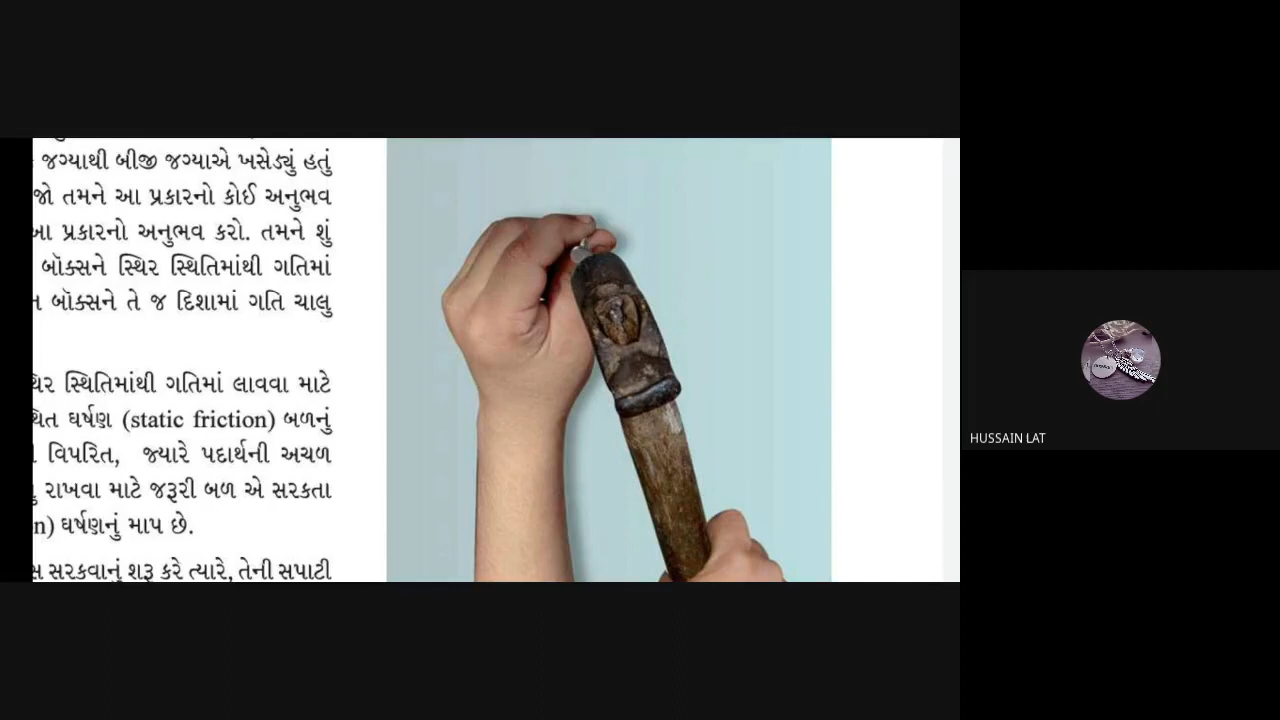 જગ્યાથી બીજી જગ્યાએ ખસેડ્યું હતું
જો તમને આ પ્રકારનો કોઈ અનુભવ
આ પ્રકારનો અનુભવ કરો. તમને શું
બૉક્સને સ્થિર સ્થિતિમાંથી ગતિમાં
બૉક્સને તે જ દિશામાં ગતિ ચાલુ
સ્થિતિમાંથી ગતિમાં લાવવા માટે
ઘર્ષણ (static friction) બળનું
વિપરિત, જ્યારે પદાર્થની અચળ
રાખવા માટે જરૂરી બળ એ સરકતા
ઘર્ષણનું માપ છે.
સરકવાનું શરૂ કરે ત્યારે, તેની સપાટી
HUSSAIN LAT